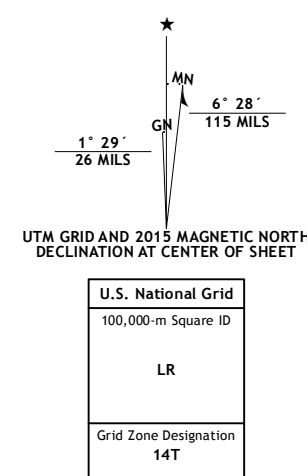 ★
MN
6° 28´
115 MILS
GN
1° 29´
26 MILS
UTM GRID AND 2015 MAGNETIC NORTH
DECLINATION AT CENTER OF SHEET
U.S. National Grid
100,000-m Square ID
LR
Grid Zone Designation
14T